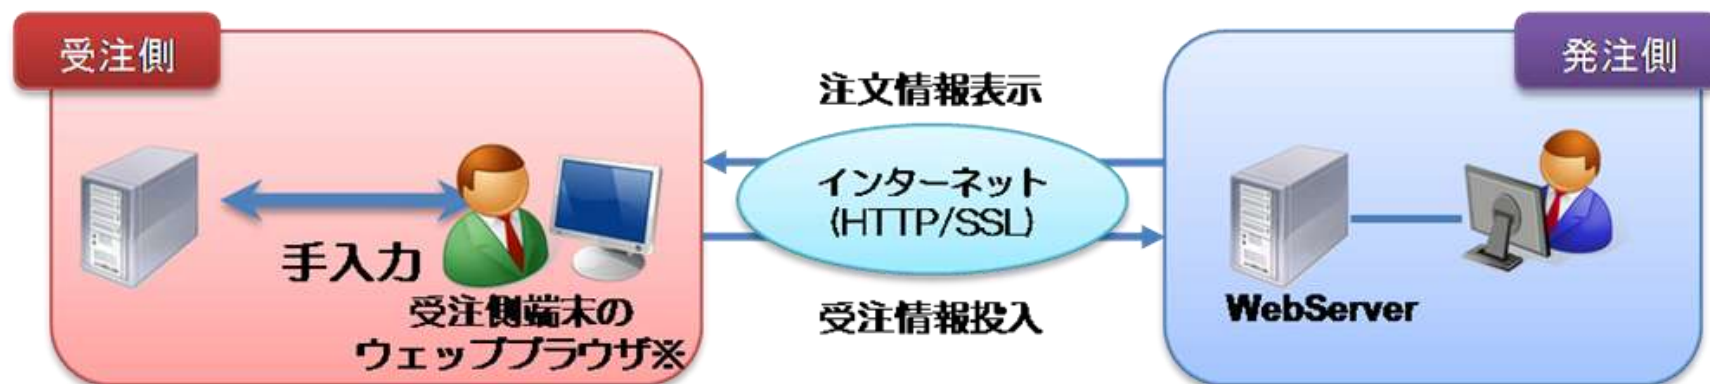 受注側
発注側
注文情報表示
インターネット
(HTTP/SSL)
手入力
受注側端末の
ウェッブブラウザ※
受注情報投入
WebServer